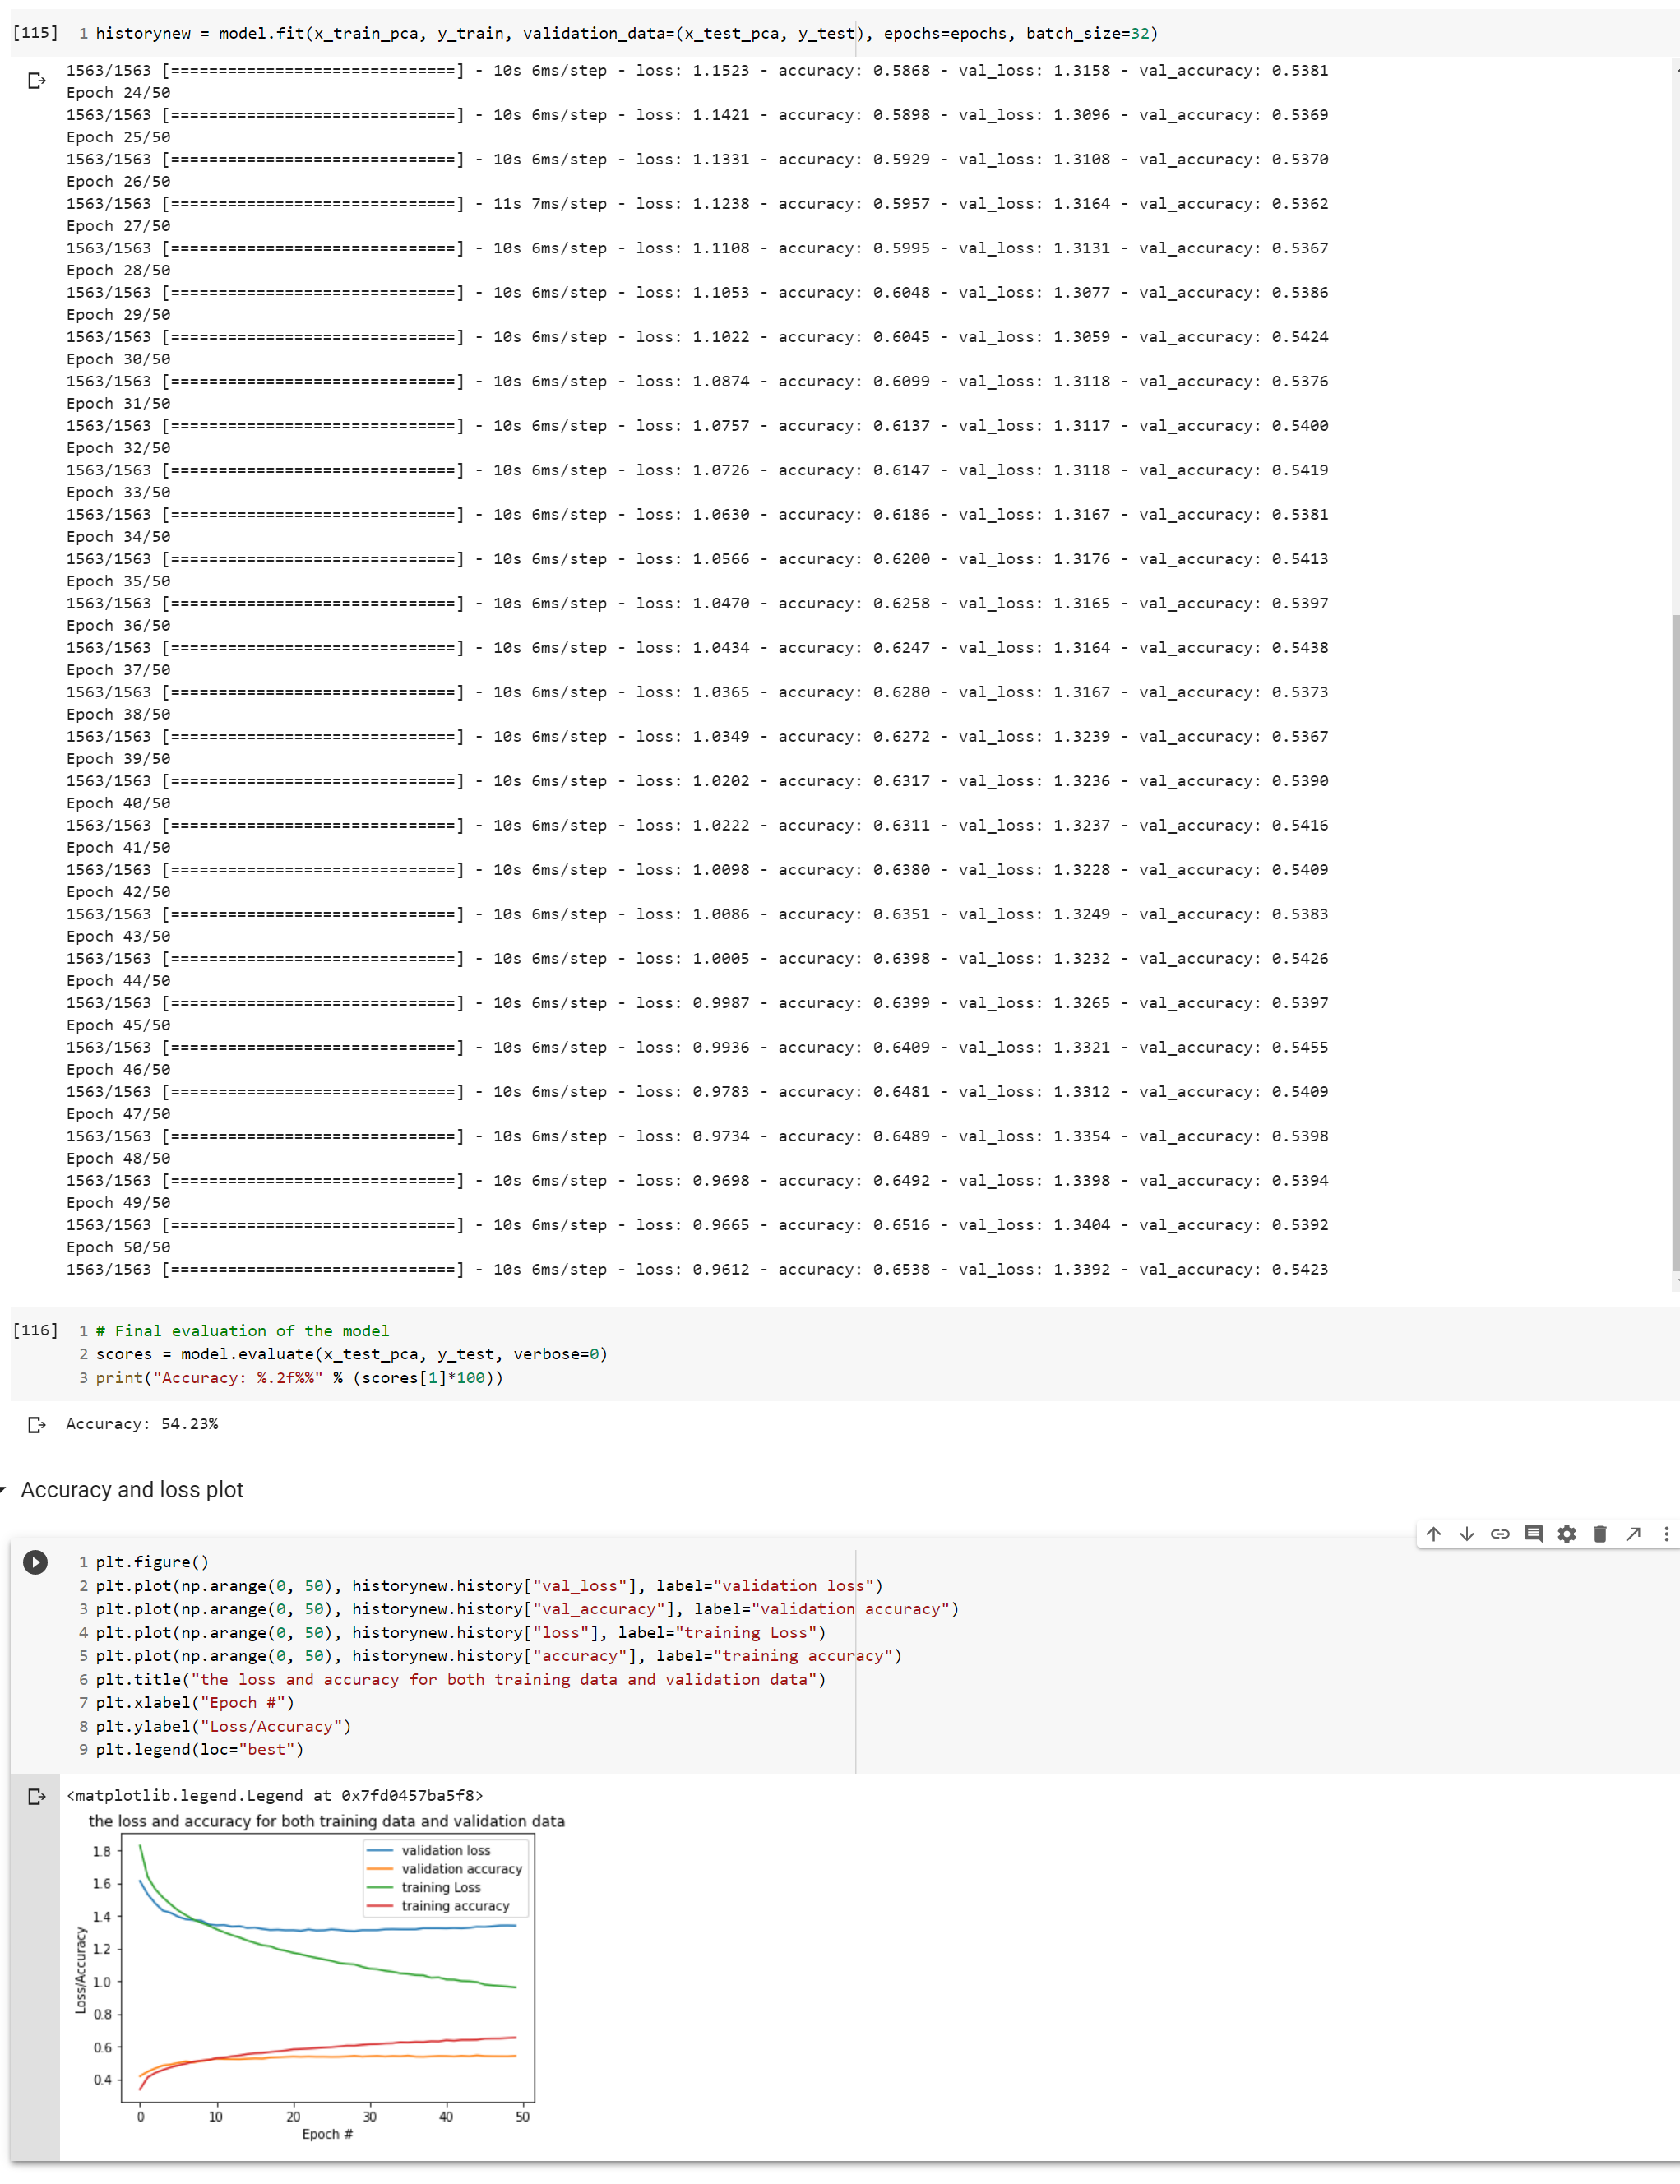 [115] 1 historynew = model.fit(x_train_pca, y_train, validation_data=(x_test_pca, y_test), epochs=epochs, batch_size=32)
1563/1563 [==============================] - 10s 6ms/step - loss: 1.1523 - accuracy: 0.5868 - val_loss: 1.3158 - val_accuracy: 0.5381
Epoch 24/50
1563/1563 [==============================] - 10s 6ms/step - loss: 1.1421 - accuracy: 0.5898 - val_loss: 1.3096 - val_accuracy: 0.5369
Epoch 25/50
1563/1563 [==============================] - 10s 6ms/step - loss: 1.1331 - accuracy: 0.5929 - val_loss: 1.3108 - val_accuracy: 0.5370
Epoch 26/50
1563/1563 [==============================] - 11s 7ms/step - loss: 1.1238 - accuracy: 0.5957 - val_loss: 1.3164 - val_accuracy: 0.5362
Epoch 27/50
1563/1563 [==============================] - 10s 6ms/step - loss: 1.1108 - accuracy: 0.5995 - val_loss: 1.3131 - val_accuracy: 0.5367
Epoch 28/50
1563/1563 [==============================] - 10s 6ms/step - loss: 1.1053 - accuracy: 0.6048 - val_loss: 1.3077 - val_accuracy: 0.5386
Epoch 29/50
1563/1563 [==============================] - 10s 6ms/step - loss: 1.1022 - accuracy: 0.6045 - val_loss: 1.3059 - val_accuracy: 0.5424
Epoch 30/50
1563/1563 [==============================] - 10s 6ms/step - loss: 1.0874 - accuracy: 0.6099 - val_loss: 1.3118 - val_accuracy: 0.5376
Epoch 31/50
1563/1563 [==============================] - 10s 6ms/step - loss: 1.0757 - accuracy: 0.6137 - val_loss: 1.3117 - val_accuracy: 0.5400
Epoch 32/50
1563/1563 [==============================] - 10s 6ms/step - loss: 1.0726 - accuracy: 0.6147 - val_loss: 1.3118 - val_accuracy: 0.5419
Epoch 33/50
1563/1563 [==============================] - 10s 6ms/step - loss: 1.0630 - accuracy: 0.6186 - val_loss: 1.3167 - val_accuracy: 0.5381
Epoch 34/50
1563/1563 [==============================] - 10s 6ms/step - loss: 1.0566 - accuracy: 0.6200 - val_loss: 1.3176 - val_accuracy: 0.5413
Epoch 35/50
1563/1563 [==============================] - 10s 6ms/step - loss: 1.0470 - accuracy: 0.6258 - val_loss: 1.3165 - val_accuracy: 0.5397
Epoch 36/50
1563/1563 [==============================] - 10s 6ms/step - loss: 1.0434 - accuracy: 0.6247 - val_loss: 1.3164 - val_accuracy: 0.5438
Epoch 37/50
1563/1563 [==============================] - 10s 6ms/step - loss: 1.0365 - accuracy: 0.6280 - val_loss: 1.3167 - val_accuracy: 0.5373
Epoch 38/50
1563/1563 [==============================] - 10s 6ms/step - loss: 1.0349 - accuracy: 0.6272 - val_loss: 1.3239 - val_accuracy: 0.5367
Epoch 39/50
1563/1563 [==============================] - 10s 6ms/step - loss: 1.0202 - accuracy: 0.6317 - val_loss: 1.3236 - val_accuracy: 0.5390
Epoch 40/50
1563/1563 [==============================] - 10s 6ms/step - loss: 1.0222 - accuracy: 0.6311 - val_loss: 1.3237 - val_accuracy: 0.5416
Epoch 41/50
1563/1563 [==============================] - 10s 6ms/step - loss: 1.0098 - accuracy: 0.6380 - val_loss: 1.3228 - val_accuracy: 0.5409
Epoch 42/50
1563/1563 [==============================] - 10s 6ms/step - loss: 1.0086 - accuracy: 0.6351 - val_loss: 1.3249 - val_accuracy: 0.5383
Epoch 43/50
1563/1563 [==============================] - 10s 6ms/step - loss: 1.0005 - accuracy: 0.6398 - val_loss: 1.3232 - val_accuracy: 0.5426
Epoch 44/50
1563/1563 [==============================] - 10s 6ms/step - loss: 0.9987 - accuracy: 0.6399 - val_loss: 1.3265 - val_accuracy: 0.5397
Epoch 45/50
1563/1563 [==============================] - 10s 6ms/step - loss: 0.9936 - accuracy: 0.6409 - val_loss: 1.3321 - val_accuracy: 0.5455
Epoch 46/50
1563/1563 [==============================] - 10s 6ms/step - loss: 0.9783 - accuracy: 0.6481 - val_loss: 1.3312 - val_accuracy: 0.5409
Epoch 47/50
1563/1563 [==============================] - 10s 6ms/step - loss: 0.9734 - accuracy: 0.6489 - val_loss: 1.3354 - val_accuracy: 0.5398
Epoch 48/50
1563/1563 [==============================] - 10s 6ms/step - loss: 0.9698 - accuracy: 0.6492 - val_loss: 1.3398 - val_accuracy: 0.5394
Epoch 49/50
1563/1563 [==============================] - 10s 6ms/step - loss: 0.9665 - accuracy: 0.6516 - val_loss: 1.3404 - val_accuracy: 0.5392
Epoch 50/50
1563/1563 [==============================] - 10s 6ms/step - loss: 0.9612 - accuracy: 0.6538 - val_loss: 1.3392 - val_accuracy: 0.5423
[116] 1 # Final evaluation of the model
2 scores = model.evaluate(x_test_pca, y_test, verbose=0)
3 print("Accuracy: %.2f%%" % (scores[1]*100))
Accuracy: 54.23%
Accuracy and loss plot
1 plt.figure()
2 plt.plot(np.arange(0, 50), historynew.history["val_loss"], label="validation loss")
3 plt.plot(np.arange(0, 50), historynew.history["val_accuracy"], label="validation accuracy")
4 plt.plot(np.arange(0, 50), historynew.history["loss"], label="training Loss")
5 plt.plot(np.arange(0, 50), historynew.history["accuracy"], label="training accuracy")
6 plt.title("the loss and accuracy for both training data and validation data")
7 plt.xlabel("Epoch #")
8 plt.ylabel("Loss/Accuracy")
9 plt.legend(loc="best")
<matplotlib.legend.Legend at 0x7fd0457ba5f8>
the loss and accuracy for both training data and validation data
validation loss
validation accuracy
training Loss
training accuracy
Loss/Accuracy
1.8
1.6
1.4
1.2
1.0
0.8
0.6
0.4
0 10 20 30 40 50
Epoch #